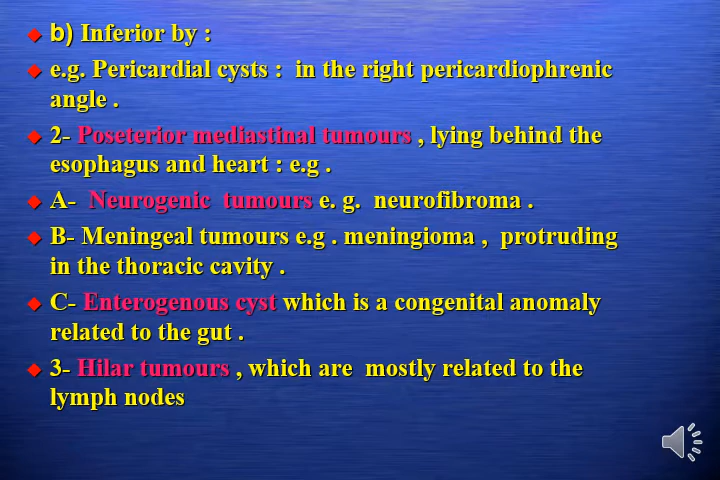 b) Inferior by :
e.g. Pericardial cysts :  in the right pericardiophrenic
angle .
2- Poseterior mediastinal tumours , lying behind the
esophagus and heart : e.g .
A-  Neurogenic  tumours e. g.  neurofibroma .
B- Meningeal tumours e.g . meningioma ,  protruding
in the thoracic cavity .
C- Enterogenous cyst which is a congenital anomaly
related to the gut .
3- Hilar tumours , which are  mostly related to the
lymph nodes